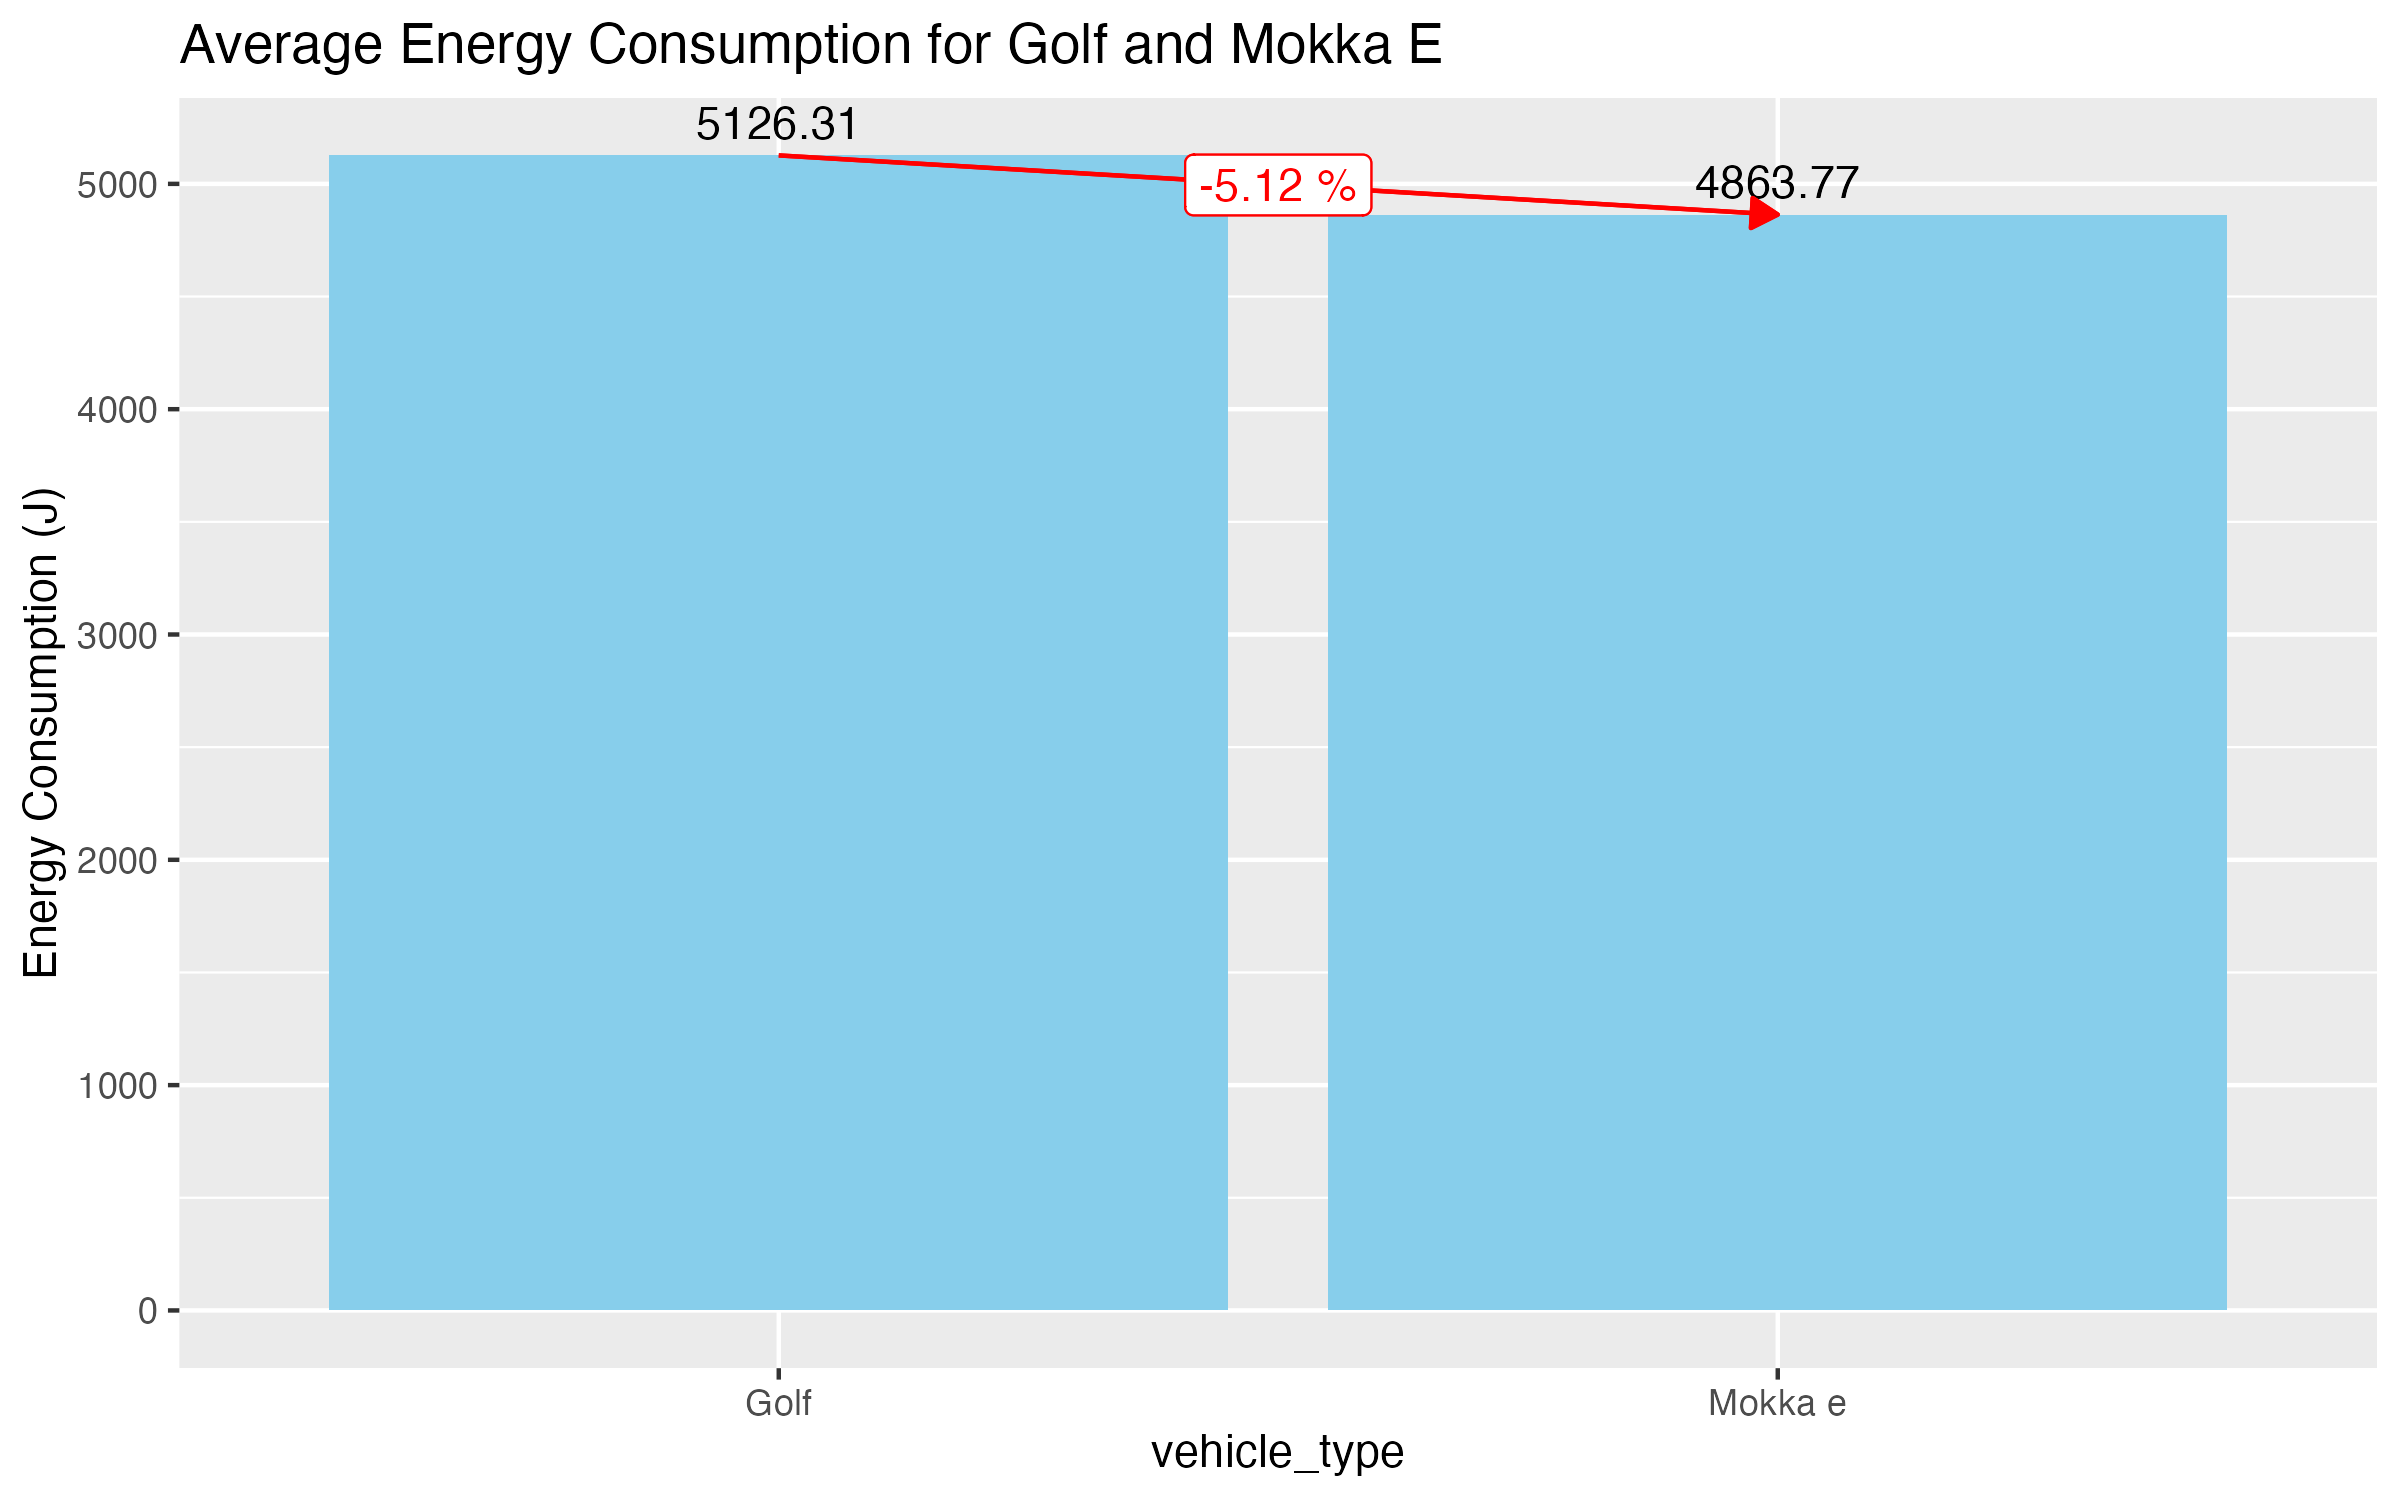 Average Energy Consumption for Golf and Mokka E
5126.31
-5.12 %
4863.77
5000
4000
3000
2000
1000
0
Energy Consumption (J)
Golf
Mokka e
vehicle_type